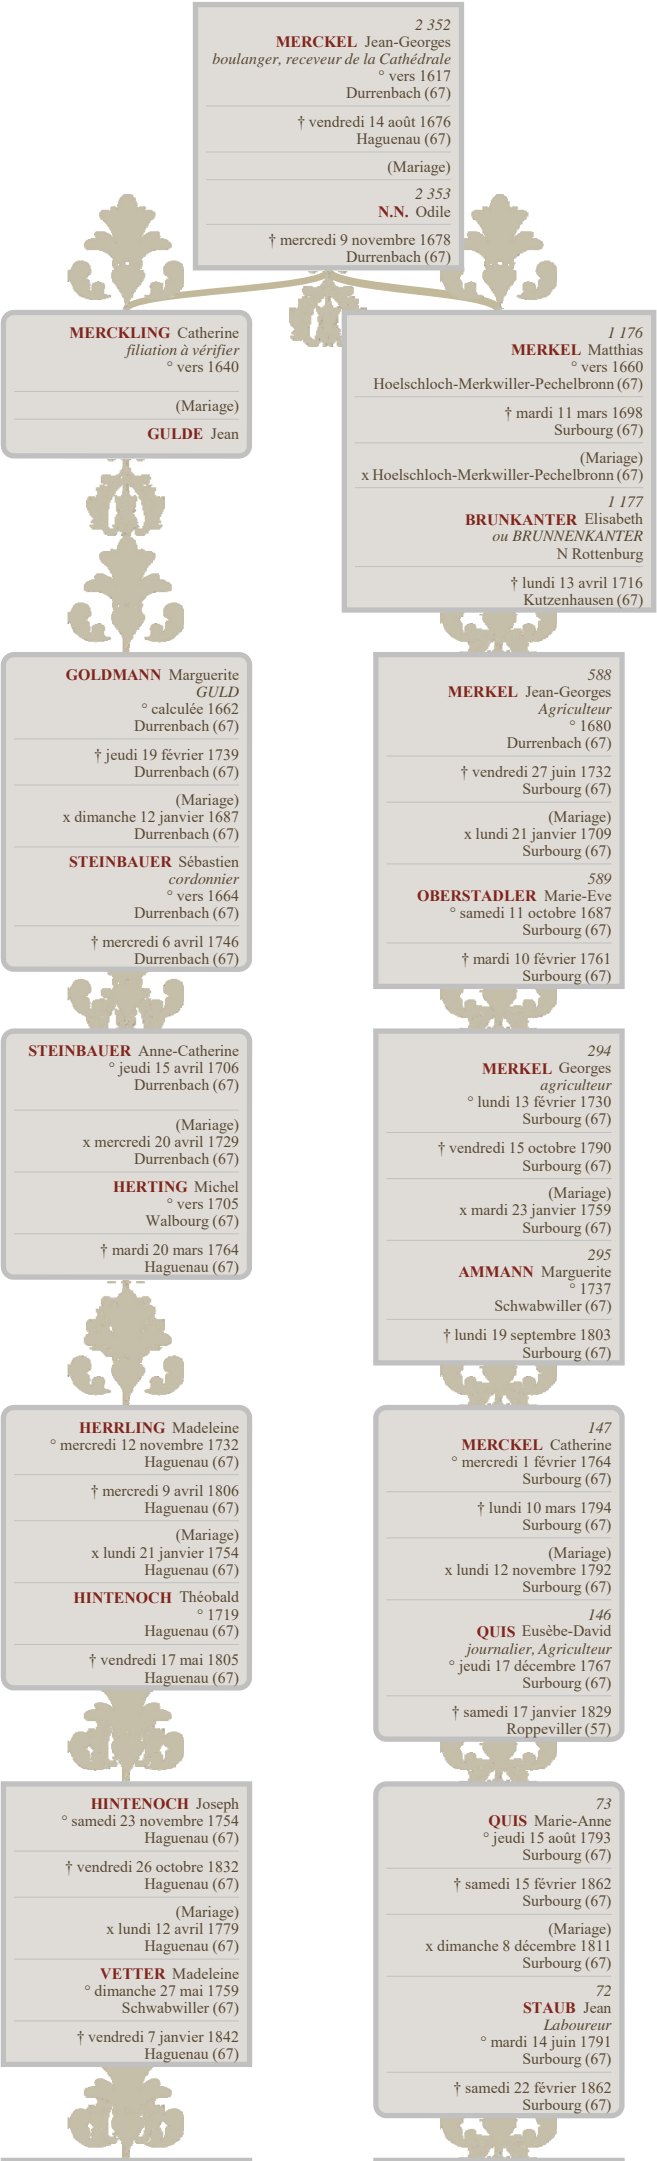 2 352
MERCKEL Jean-Georges
boulanger, receveur de la Cathédrale
° vers 1617
Durrenbach (67)
† vendredi 14 août 1676
Haguenau (67)
(Mariage)
2 353
N.N. Odile
† mercredi 9 novembre 1678
Durrenbach (67)
MERCKLING Catherine
filiation à vérifier
° vers 1640
(Mariage)
GULDE Jean
1 176
MERKEL Matthias
° vers 1660
Hoelschloch-Merkwiller-Pechelbronn (67)
† mardi 11 mars 1698
Surbourg (67)
(Mariage)
x Hoelschloch-Merkwiller-Pechelbronn (67)
1 177
BRUNKANTER Elisabeth
ou BRUNNENKANTER
N Rottenburg
† lundi 13 avril 1716
Kutzenhausen (67)
GOLDMANN Marguerite
GULD
° calculée 1662
Durrenbach (67)
† jeudi 19 février 1739
Durrenbach (67)
(Mariage)
x dimanche 12 janvier 1687
Durrenbach (67)
STEINBAUER Sébastien
cordonnier
° vers 1664
Durrenbach (67)
† mercredi 6 avril 1746
Durrenbach (67)
588
MERKEL Jean-Georges
Agriculteur
° 1680
Durrenbach (67)
† vendredi 27 juin 1732
Surbourg (67)
(Mariage)
x lundi 21 janvier 1709
Surbourg (67)
589
OBERSTADLER Marie-Eve
° samedi 11 octobre 1687
Surbourg (67)
† mardi 10 février 1761
Surbourg (67)
STEINBAUER Anne-Catherine
° jeudi 15 avril 1706
Durrenbach (67)
(Mariage)
x mercredi 20 avril 1729
Durrenbach (67)
HERTING Michel
° vers 1705
Walbourg (67)
† mardi 20 mars 1764
Haguenau (67)
294
MERKEL Georges
agriculteur
° lundi 13 février 1730
Surbourg (67)
† vendredi 15 octobre 1790
Surbourg (67)
(Mariage)
x mardi 23 janvier 1759
Surbourg (67)
295
AMMANN Marguerite
° 1737
Schwabwiller (67)
† lundi 19 septembre 1803
Surbourg (67)
HERRLING Madeleine
° mercredi 12 novembre 1732
Haguenau (67)
† mercredi 9 avril 1806
Haguenau (67)
(Mariage)
x lundi 21 janvier 1754
Haguenau (67)
HINTENOCH Théobald
° 1719
Haguenau (67)
† vendredi 17 mai 1805
Haguenau (67)
147
MERCKEL Catherine
° mercredi 1 février 1764
Surbourg (67)
† lundi 10 mars 1794
Surbourg (67)
(Mariage)
x lundi 12 novembre 1792
Surbourg (67)
146
QUIS Eusèbe-David
journalier, Agriculteur
° jeudi 17 décembre 1767
Surbourg (67)
† samedi 17 janvier 1829
Roppeviller (57)
HINTENOCH Joseph
° samedi 23 novembre 1754
Haguenau (67)
† vendredi 26 octobre 1832
Haguenau (67)
(Mariage)
x lundi 12 avril 1779
Haguenau (67)
VETTER Madeleine
° dimanche 27 mai 1759
Schwabwiller (67)
† vendredi 7 janvier 1842
Haguenau (67)
73
QUIS Marie-Anne
° jeudi 15 août 1793
Surbourg (67)
† samedi 15 février 1862
Surbourg (67)
(Mariage)
x dimanche 8 décembre 1811
Surbourg (67)
72
STAUB Jean
Laboureur
° mardi 14 juin 1791
Surbourg (67)
† samedi 22 février 1862
Surbourg (67)